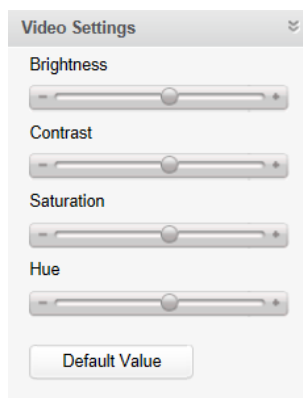 Video Settings
Brightness
Contrast
Saturation
Hue
Default Value